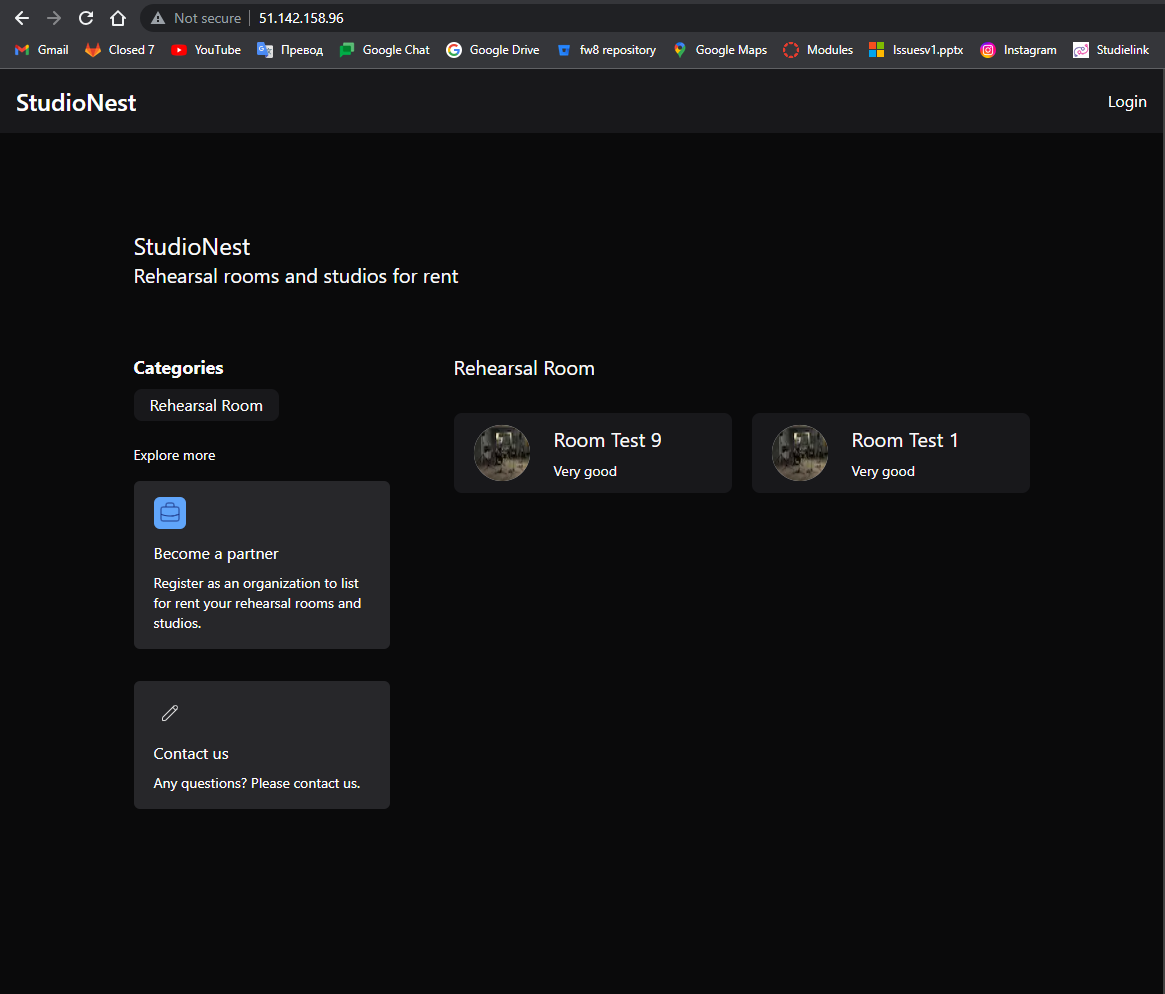 Not secure 51.142.158.96
Gmail Closed 7 YouTube Превод Google Chat Google Drive fw8 repository Google Maps Modules Issuesv1.pptx Instagram Studielink
StudioNest Login
StudioNest
Rehearsal rooms and studios for rent
Categories
Rehearsal Room
Explore more
Become a partner
Register as an organization to list
for rent your rehearsal rooms and
studios.
Contact us
Any questions? Please contact us.
Rehearsal Room
Room Test 9
Very good
Room Test 1
Very good